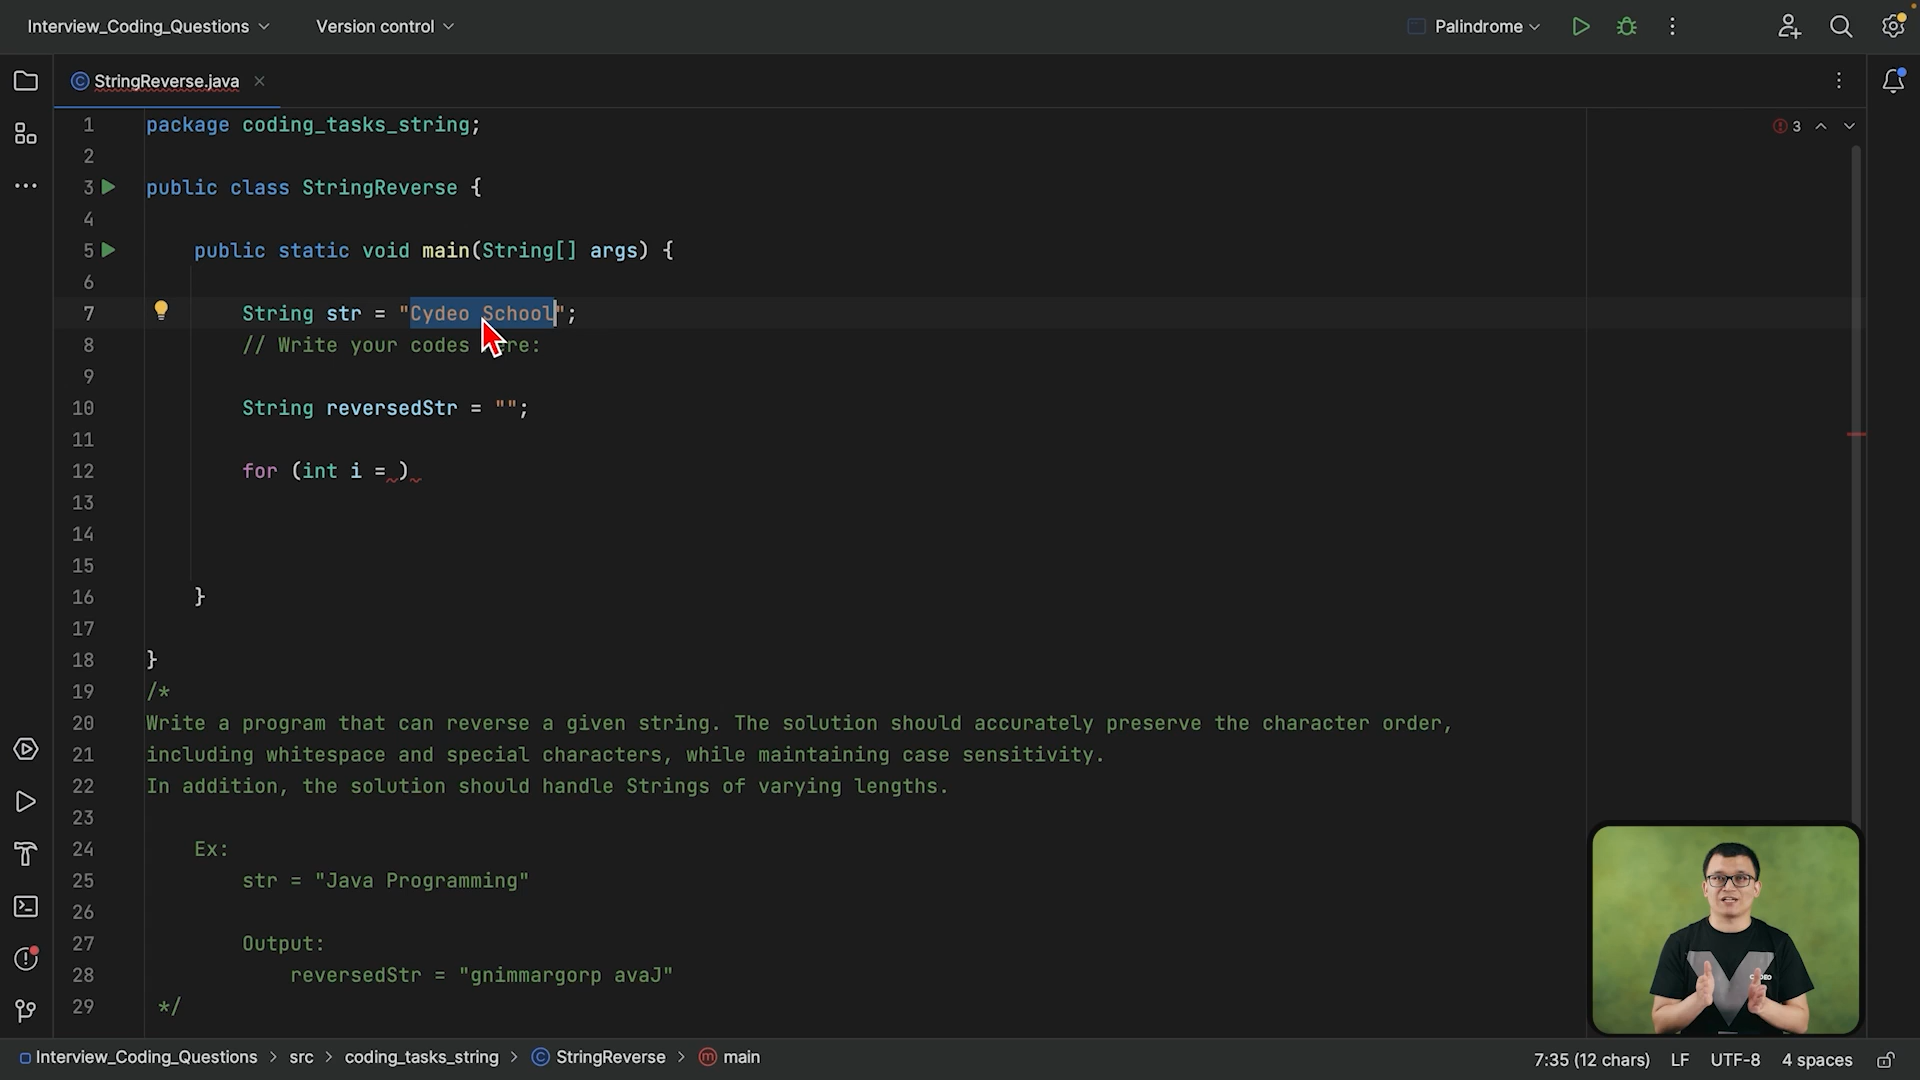 Interview_Coding_Questions Version control Palindrome
StringReverse.java
1 package coding_tasks_string; 3
2
3 public class StringReverse {
4
5 public static void main(String[] args) {
6
7 String str = "Cydeo School";
8 // Write your codes re:
9
10 String reversedStr = "";
11
12 for (int i = )
13
14
15
16 }
17
18 }
19 /*
20 Write a program that can reverse a given string. The solution should accurately preserve the character order,
21 including whitespace and special characters, while maintaining case sensitivity.
22 In addition, the solution should handle Strings of varying lengths.
23
24 Ex:
25 str = "Java Programming"
26
27 Output:
28 reversedStr = "gnimmargorp avaJ"
29 */
Interview_Coding_Questions > src > coding_tasks_string > StringReverse > main 7:35 (12 chars) LF UTF-8 4 spaces